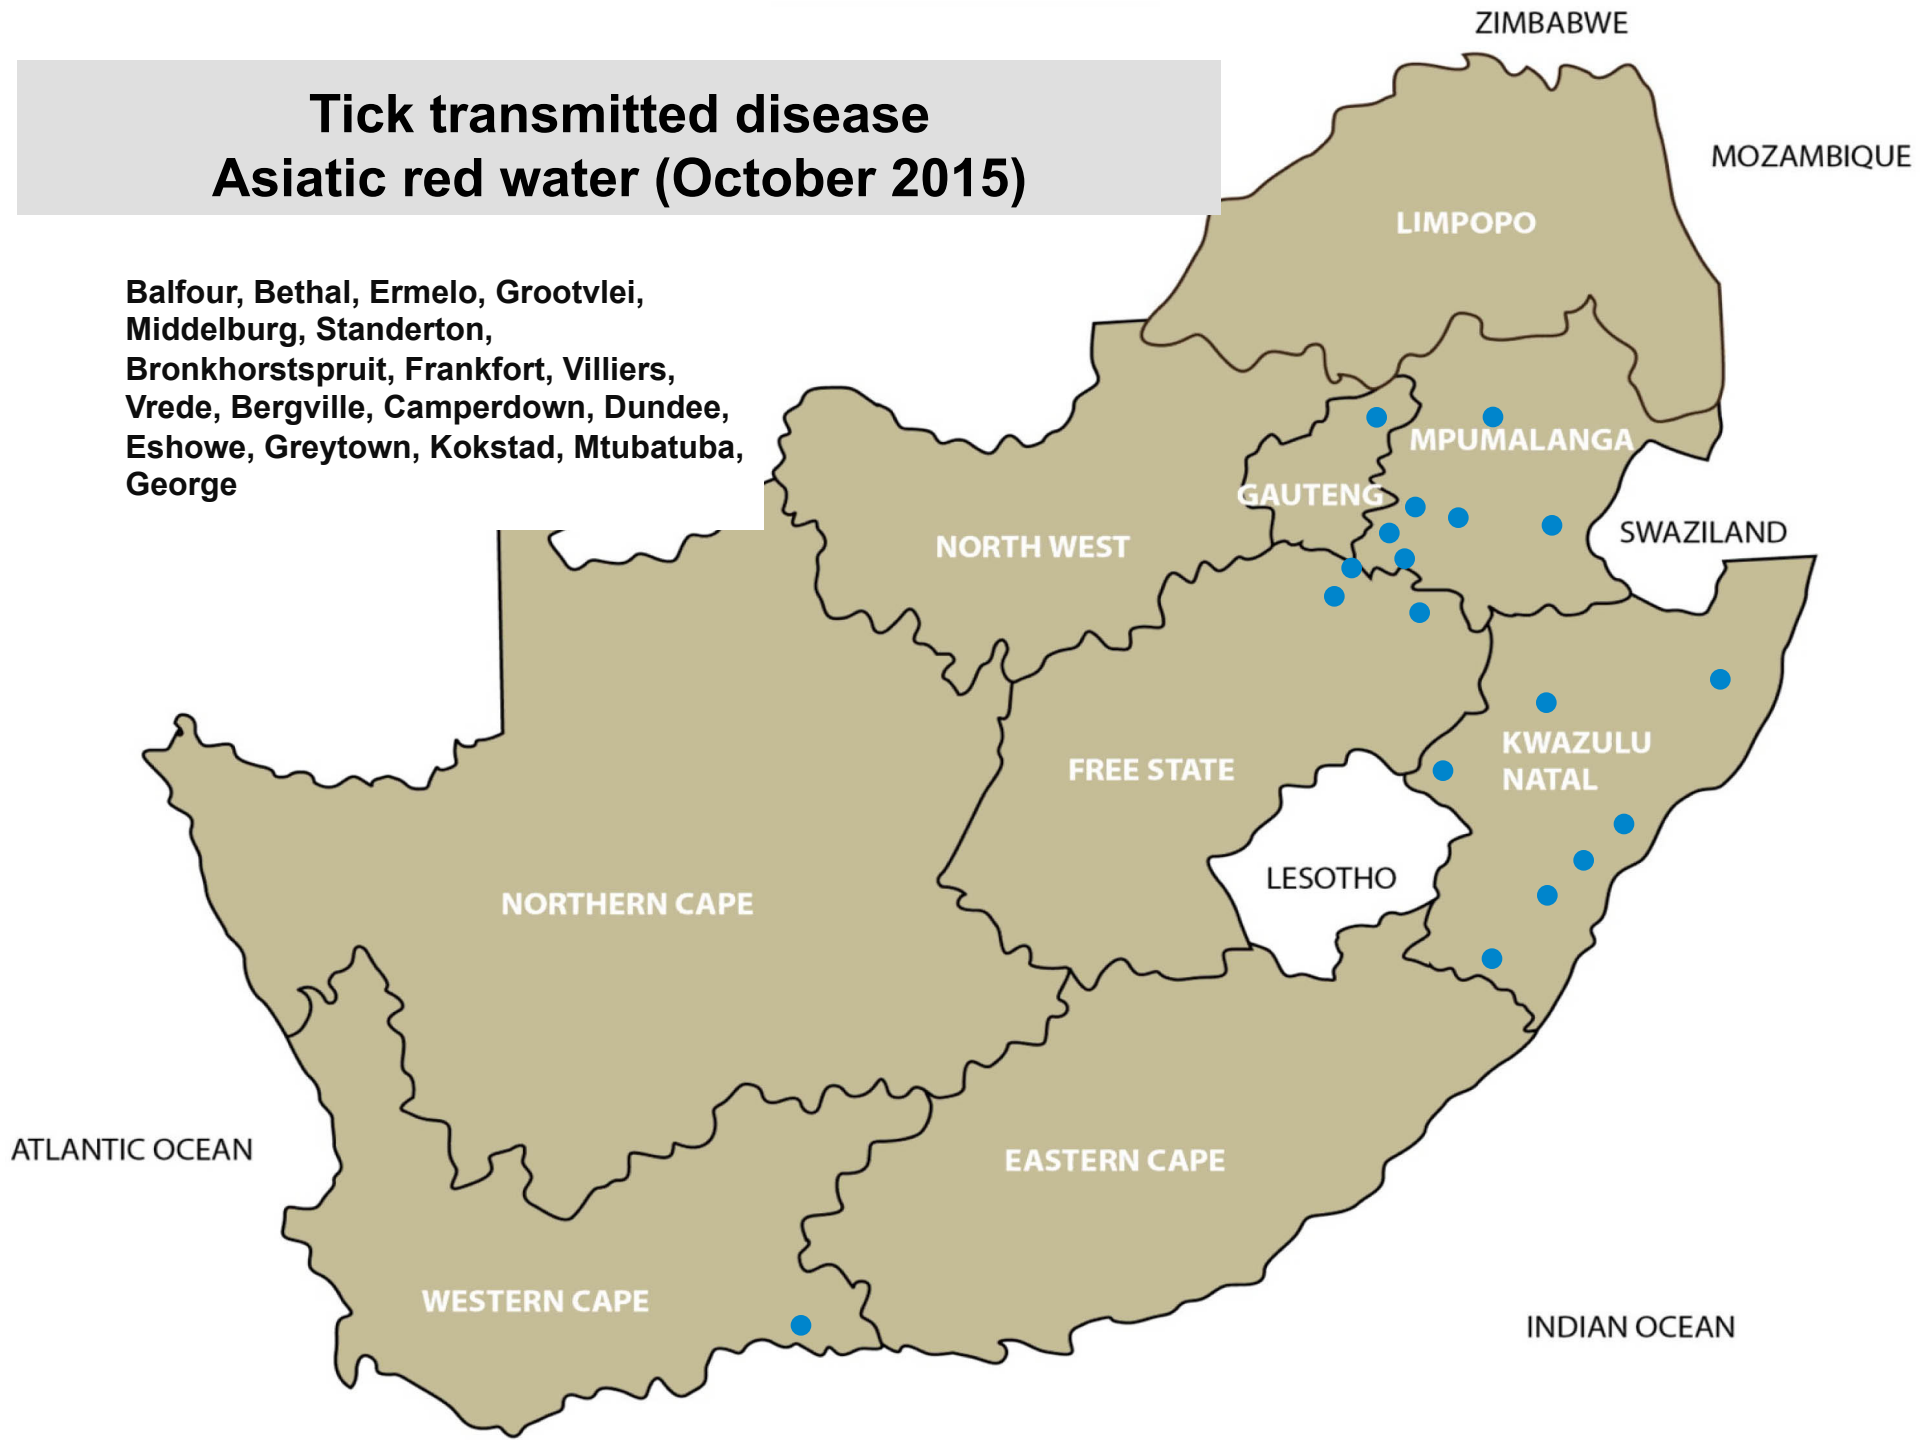 ZIMBABWE
Tick transmitted disease
Asiatic red water (October 2015)
MOZAMBIQUE
LIMPOPO
Balfour, Bethal, Ermelo, Grootvlei,
Middelburg, Standerton,
Bronkhorstspruit, Frankfort, Villiers,
Vrede, Bergville, Camperdown, Dundee,
Eshowe, Greytown, Kokstad, Mtubatuba,
George
MPUMALANGA
GAUTENG
SWAZILAND
NORTH WEST
KWAZULU
NATAL
FREE STATE
LESOTHO
NORTHERN CAPE
ATLANTIC OCEAN
EASTERN CAPE
WESTERN CAPE
INDIAN OCEAN